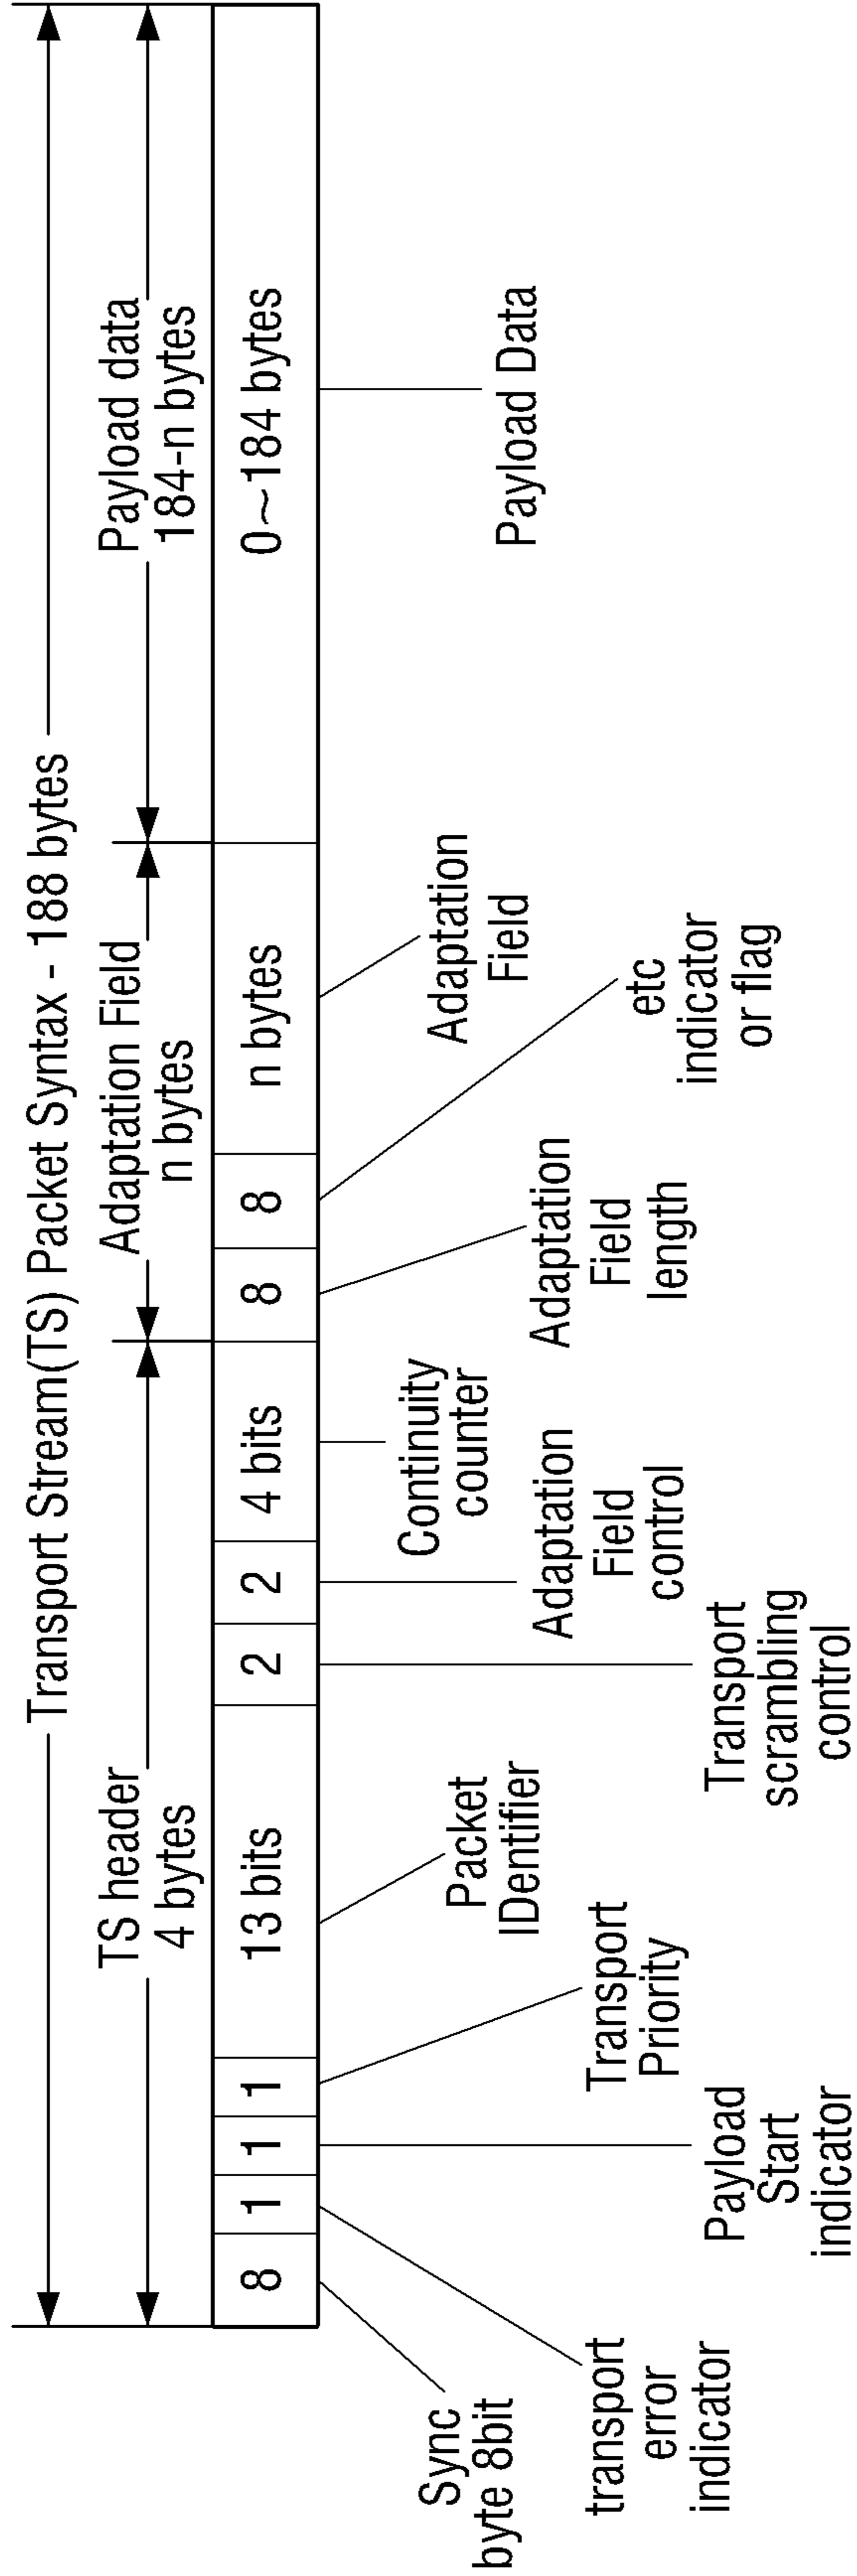 Transport Stream(TS) Packet Syntax - 188 bytes
TS header
4 bytes
Adaptation Field
n bytes
Payload data
184-n bytes
8
1
1
1
13 bits
2
2
4 bits
8
8
n bytes
0~184 bytes
Sync
byte 8bit
transport
error
indicator
Payload
Start
indicator
Transport
Priority
Packet
IDentifier
Transport
scrambling
control
Adaptation
Field
control
Continuity
counter
Adaptation
Field
length
etc
indicator
or flag
Adaptation
Field
Payload Data